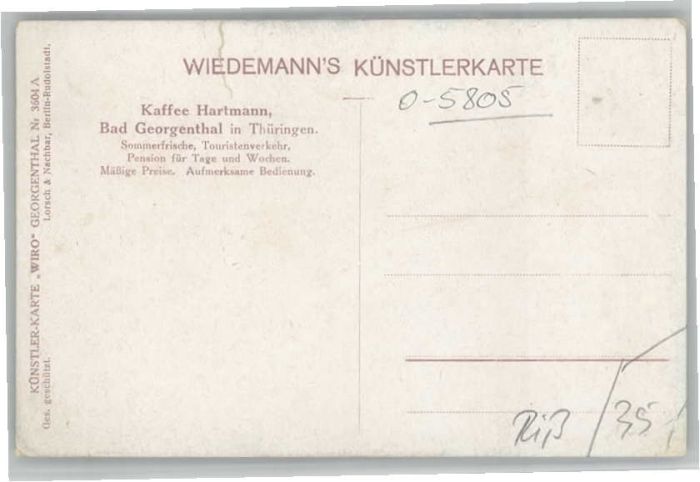 WIEDEMANN'S KÜNSTLERKARTE
O-5805
Kaffee Hartmann,
Bad Georgenthal in Thüringen.
Sommerfrische, Touristenverkehr,
Pension für Tage und Wochen.
Mäßige Preise. Aufmerksame Bedienung.
KÜNSTLER-KARTE „WIRO“ GEORGENTHAL Nr 3604 A
Ges. geschützt. Lorsch & Nachbar, Berlin-Rudolstadt.
Riß
35,-